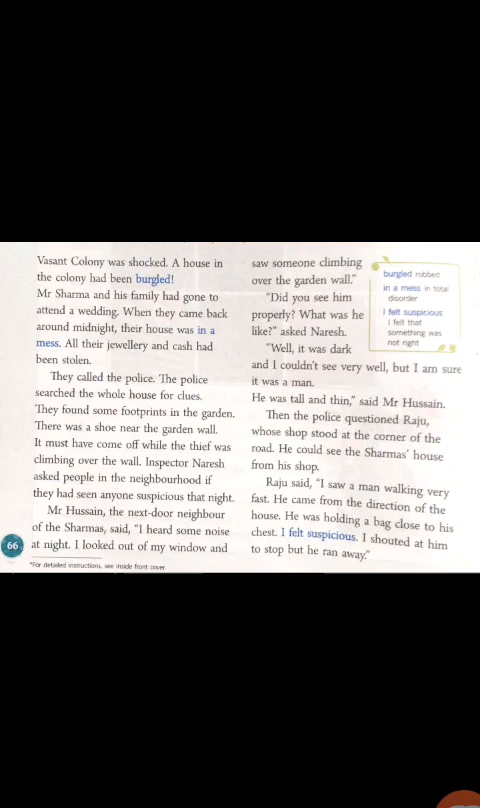 Vasant Colony was shocked. A house in
the colony had been burgled!
Mr Sharma and his family had gone to
attend a wedding. When they came back
around midnight, their house was in a
mess. All their jewellery and cash had
been stolen.
They called the police. The police
searched the whole house for clues.
They found some footprints in the garden.
There was a shoe near the garden wall.
It must have come off while the thief was
climbing over the wall. Inspector Naresh
asked people in the neighbourhood if
they had seen anyone suspicious that night.
Mr Hussain, the next-door neighbour
of the Sharmas, said, “I heard some noise
at night. I looked out of my window and
66
*For detailed instructions, see inside front cover.
saw someone climbing
over the garden wall.”
“Did you see him
properly? What was he
like?” asked Naresh.
“Well, it was dark
and I couldn't see very well, but I am sure
it was a man.
He was tall and thin,” said Mr Hussain.
Then the police questioned Raju,
whose shop stood at the corner of the
road. He could see the Sharmas' house
from his shop.
Raju said, “I saw a man walking very
fast. He came from the direction of the
house. He was holding a bag close to his
chest. I felt suspicious. I shouted at him
to stop but he ran away.”
burgled robbed
in a mess in total
disorder
I felt suspicious
I felt that
something was
not right